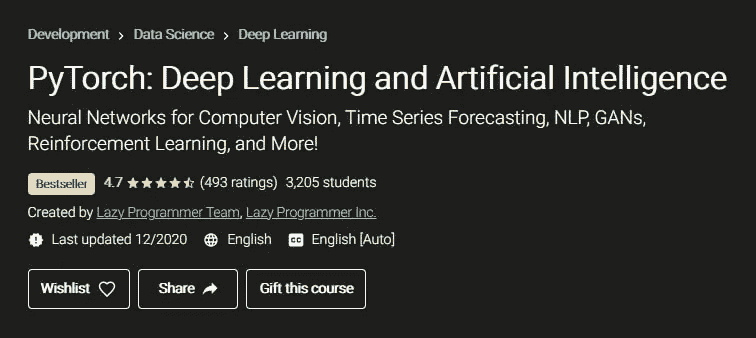 Development > Data Science > Deep Learning
PyTorch: Deep Learning and Artificial Intelligence
Neural Networks for Computer Vision, Time Series Forecasting, NLP, GANs,
Reinforcement Learning, and More!
Bestseller 4.7 (493 ratings) 3,205 students
Created by Lazy Programmer Team, Lazy Programmer Inc.
Last updated 12/2020 English CC English [Auto]
Wishlist Share Gift this course